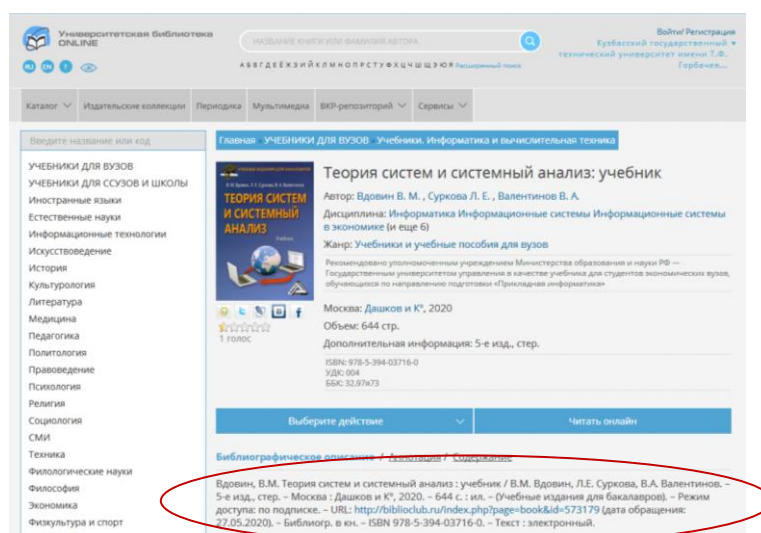 Университетская библиотека
ONLINE
НАЗВАНИЕ КНИГИ ИЛИ ФАМИЛИЯ АВТОРА
Войти/ Регистрация
Кузбасский государственный
технический университет имени Т.Ф.
Горбачев...
RU EN
А Б В Г Д Е Ё Ж З И Й К Л М Н О П Р С Т У Ф Х Ц Ч Ш Щ Э Ю Я Расширенный поиск
Каталог Издательские коллекции Периодика Мультимедиа ВКР-репозиторий Сервисы
Введите название или код
Главная УЧЕБНИКИ ДЛЯ ВУЗОВ Учебники. Информатика и вычислительная техника
УЧЕБНИКИ ДЛЯ ВУЗОВ
УЧЕБНИКИ ДЛЯ ССУЗОВ И ШКОЛЫ
Иностранные языки
Естественные науки
Информационные технологии
Искусствоведение
История
Культурология
Литература
Медицина
Педагогика
Политология
Правоведение
Психология
Религия
Социология
СМИ
Техника
Филологические науки
Философия
Экономика
Физкультура и спорт
ТЕОРИЯ СИСТЕМ
И СИСТЕМНЫЙ
АНАЛИЗ
1 голос
Теория систем и системный анализ: учебник
Автор: Вдовин В. М. , Суркова Л. Е. , Валентинов В. А.
Дисциплина: Информатика Информационные системы Информационные системы
в экономике (и еще 6)
Жанр: Учебники и учебные пособия для вузов
Рекомендовано уполномоченным учреждением Министерства образования и науки РФ —
Государственным университетом управления в качестве учебника для студентов экономических вузов,
обучающихся по направлению подготовки «Прикладная информатика»
Москва: Дашков и К°, 2020
Объем: 644 стр.
Дополнительная информация: 5-е изд., стер.
ISBN: 978-5-394-03716-0
УДК: 004
ББК: 32.97я73
Выберите действие
Читать онлайн
Библиографическое описание / Аннотация / Содержание
Вдовин, В.М. Теория систем и системный анализ : учебник / В.М. Вдовин, Л.Е. Суркова, В.А. Валентинов. –
5-е изд., стер. – Москва : Дашков и К°, 2020. – 644 с. : ил. – (Учебные издания для бакалавров). – Режим
доступа: по подписке. – URL: http://biblioclub.ru/index.php?page=book&id=573179 (дата обращения:
27.05.2020). – Библиогр. в кн. – ISBN 978-5-394-03716-0. – Текст : электронный.